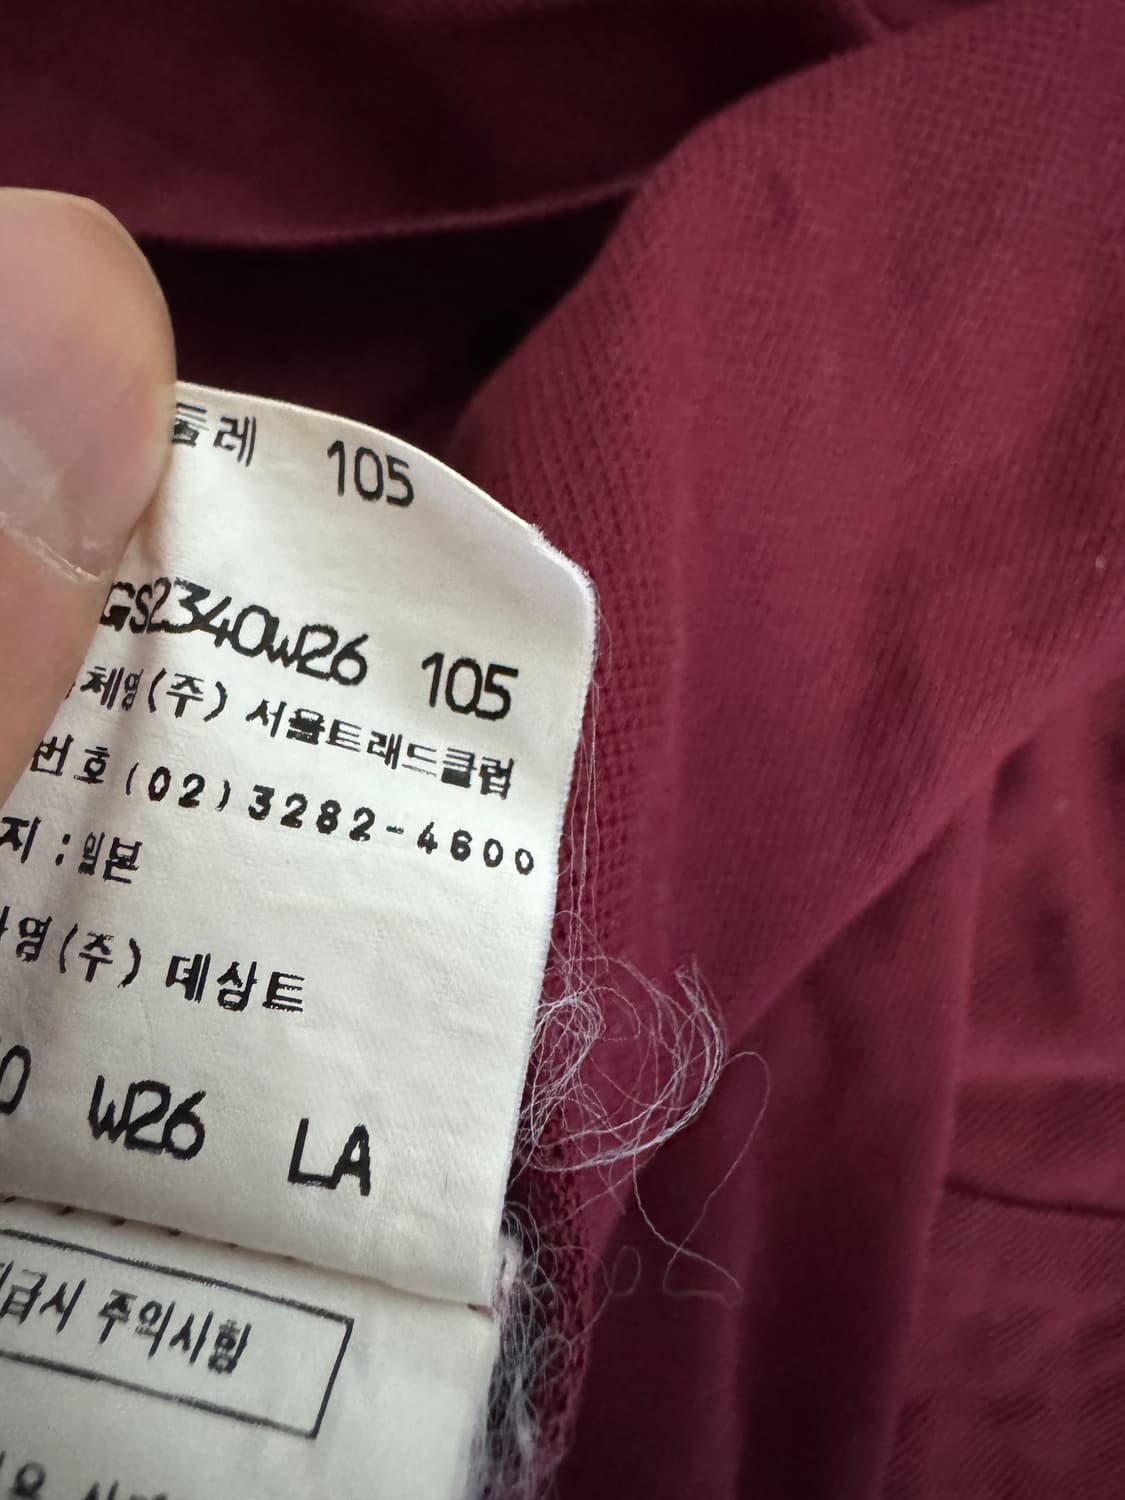 둘레 105
GS2340W26 105
체명(주) 서울트래드클럽
번호(02)3282-4600
지:일본
명(주) 데상트
0 W26 LA
급시 주의사항